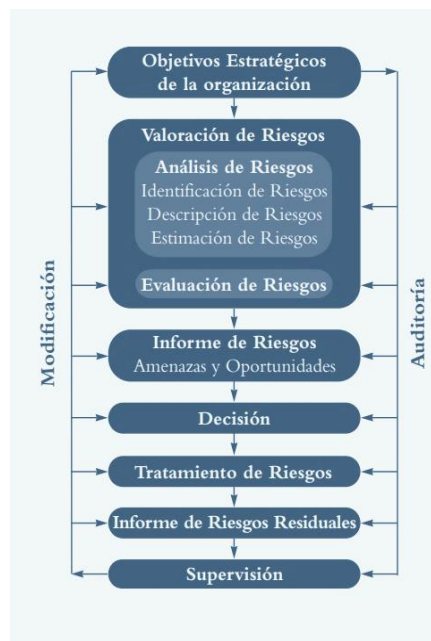 Objetivos Estratégicos
de la organización
Valoración de Riesgos
Análisis de Riesgos
Identificación de Riesgos
Descripción de Riesgos
Estimación de Riesgos
Evaluación de Riesgos
Informe de Riesgos
Amenazas y Oportunidades
Decisión
Tratamiento de Riesgos
Informe de Riesgos Residuales
Supervisión
Modificación
Auditoría